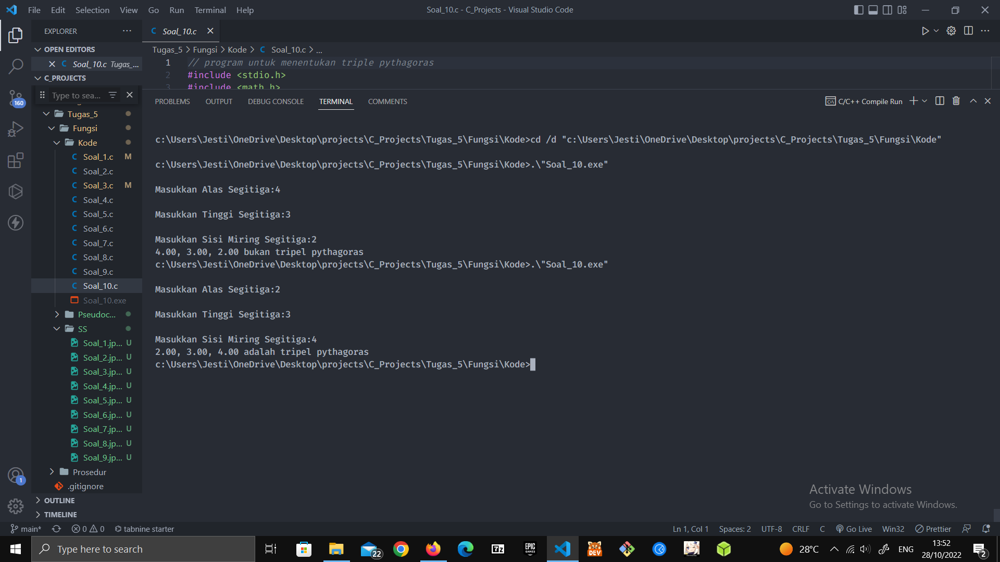 File Edit Selection View Go Run Terminal Help
Soal_10.c - C_Projects - Visual Studio Code
EXPLORER
OPEN EDITORS
Soal_10.c Tugas_...
C_PROJECTS
Type to sea...
Tugas_5
Fungsi
Kode
Soal_1.c M
Soal_2.c
Soal_3.c M
Soal_4.c
Soal_5.c
Soal_6.c
Soal_7.c
Soal_8.c
Soal_9.c
Soal_10.c
Soal_10.exe
Pseudoc...
SS
Soal_1.jp... U
Soal_2.jp... U
Soal_3.jp... U
Soal_4.jp... U
Soal_5.jp... U
Soal_6.jp... U
Soal_7.jp... U
Soal_8.jp... U
Soal_9.jp... U
Prosedur
.gitignore
OUTLINE
TIMELINE
160
1
Soal_10.c
Tugas_5 > Fungsi > Kode > C Soal_10.c > ...
1 // program untuk menentukan triple pythagoras
2 #include <stdio.h>
3 #include <math.h>
PROBLEMS OUTPUT DEBUG CONSOLE TERMINAL COMMENTS
C/C++ Compile Run
c:\Users\Jesti\OneDrive\Desktop\projects\C_Projects\Tugas_5\Fungsi\Kode>cd /d "c:\Users\Jesti\OneDrive\Desktop\projects\C_Projects\Tugas_5\Fungsi\Kode"
c:\Users\Jesti\OneDrive\Desktop\projects\C_Projects\Tugas_5\Fungsi\Kode>.\"Soal_10.exe"
Masukkan Alas Segitiga:4
Masukkan Tinggi Segitiga:3
Masukkan Sisi Miring Segitiga:2
4.00, 3.00, 2.00 bukan tripel pythagoras
c:\Users\Jesti\OneDrive\Desktop\projects\C_Projects\Tugas_5\Fungsi\Kode>.\"Soal_10.exe"
Masukkan Alas Segitiga:2
Masukkan Tinggi Segitiga:3
Masukkan Sisi Miring Segitiga:4
2.00, 3.00, 4.00 adalah tripel pythagoras
c:\Users\Jesti\OneDrive\Desktop\projects\C_Projects\Tugas_5\Fungsi\Kode>
Activate Windows
Go to Settings to activate Windows.
main* 0 0 tabnine starter
Ln 1, Col 1 Spaces: 2 UTF-8 CRLF C Go Live Win32 Prettier
Type here to search
22
7z
EPIC GAMES
DEV
28°C
ENG
13:52
28/10/2022
2